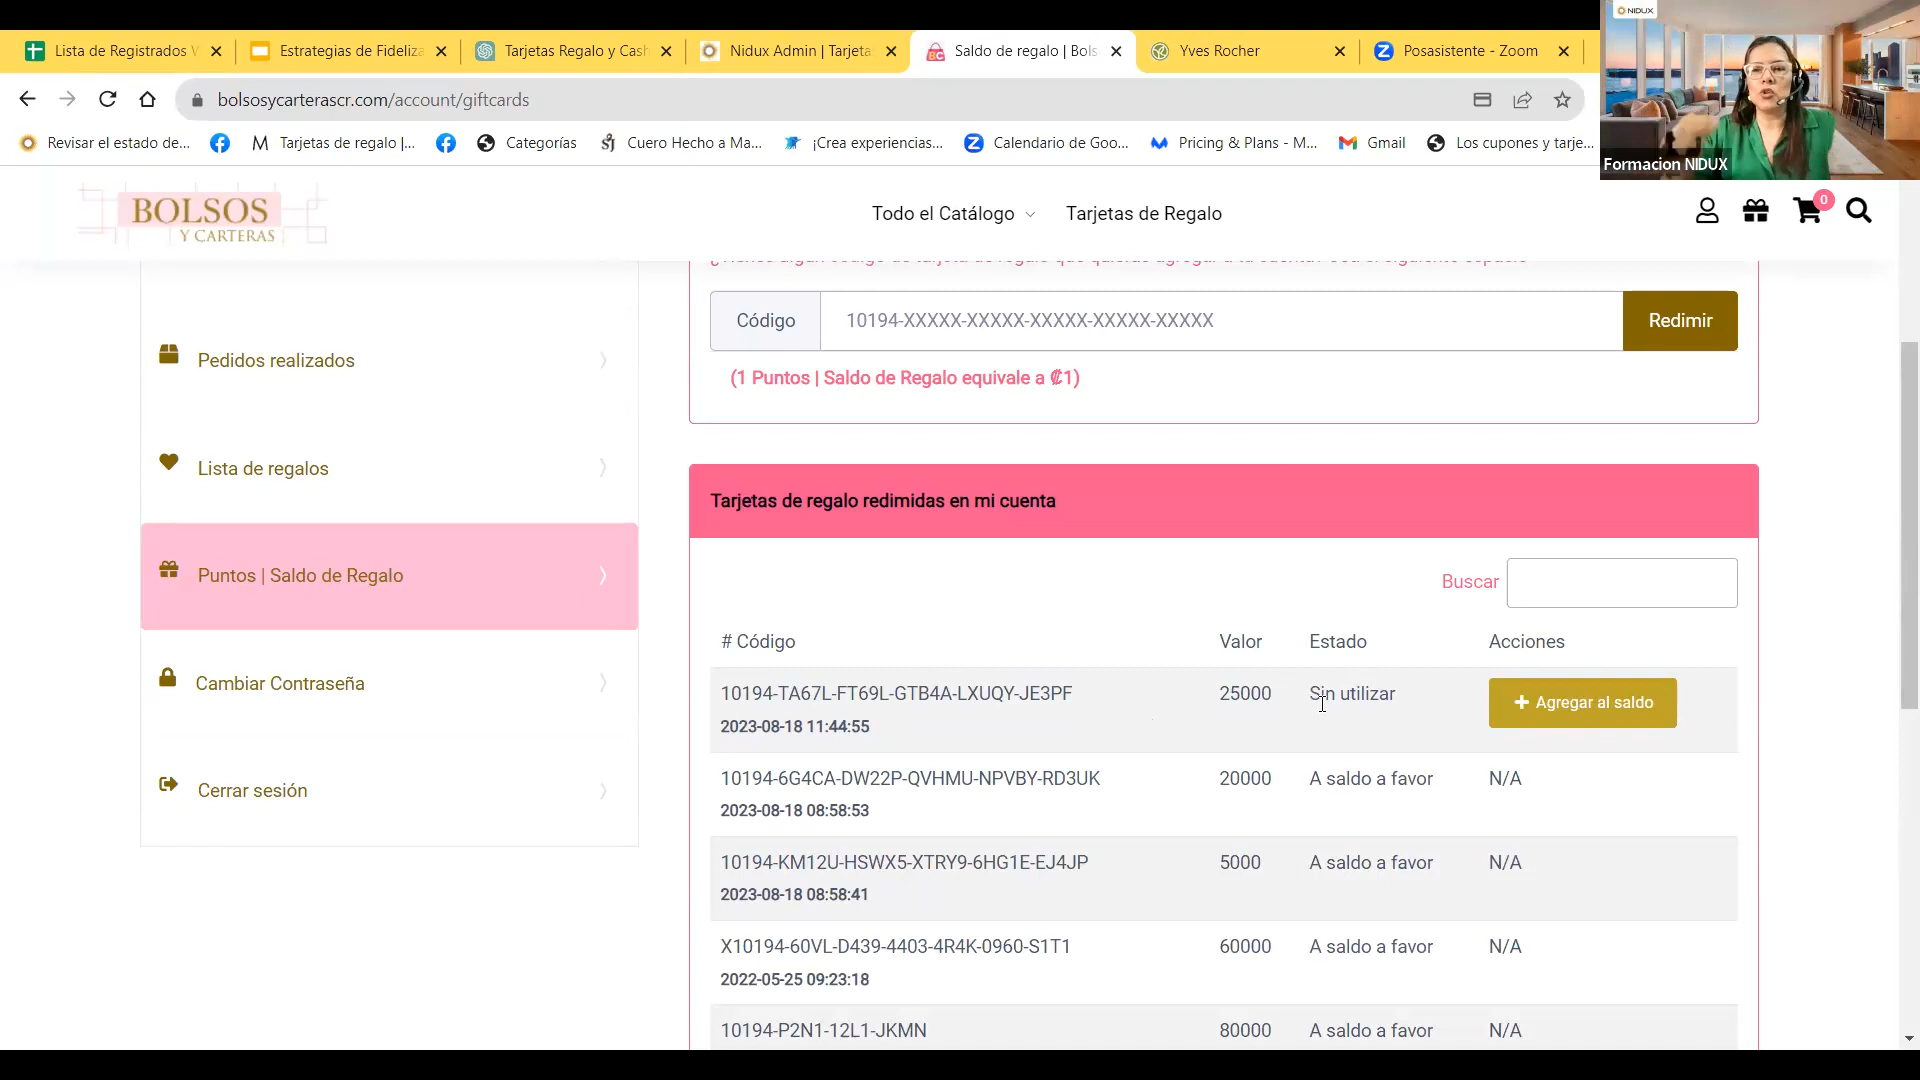 Lista de Registrados V
Estrategias de Fideliza
Tarjetas Regalo y Cash
Nidux Admin | Tarjeta
Saldo de regalo | Bols
Yves Rocher
Posasistente - Zoom
NIDUX
bolsosycarterascr.com/account/giftcards
Revisar el estado de...
Tarjetas de regalo |...
Categorías
Cuero Hecho a Ma...
¡Crea experiencias...
Calendario de Goo...
Pricing & Plans - M...
Gmail
Los cupones y tarje...
Formacion NIDUX
BOLSOS
Y CARTERAS
Todo el Catálogo
Tarjetas de Regalo
0
Código
10194-XXXXX-XXXXX-XXXXX-XXXXX-XXXXX
Redimir
(1 Puntos | Saldo de Regalo equivale a ₡1)
Pedidos realizados
Lista de regalos
Puntos | Saldo de Regalo
Cambiar Contraseña
Cerrar sesión
Tarjetas de regalo redimidas en mi cuenta
Buscar
# Código Valor Estado Acciones
10194-TA67L-FT69L-GTB4A-LXUQY-JE3PF 25000 Sin utilizar + Agregar al saldo
2023-08-18 11:44:55
10194-6G4CA-DW22P-QVHMU-NPVBY-RD3UK 20000 A saldo a favor N/A
2023-08-18 08:58:53
10194-KM12U-HSWX5-XTRY9-6HG1E-EJ4JP 5000 A saldo a favor N/A
2023-08-18 08:58:41
X10194-60VL-D439-4403-4R4K-0960-S1T1 60000 A saldo a favor N/A
2022-05-25 09:23:18
10194-P2N1-12L1-JKMN 80000 A saldo a favor N/A